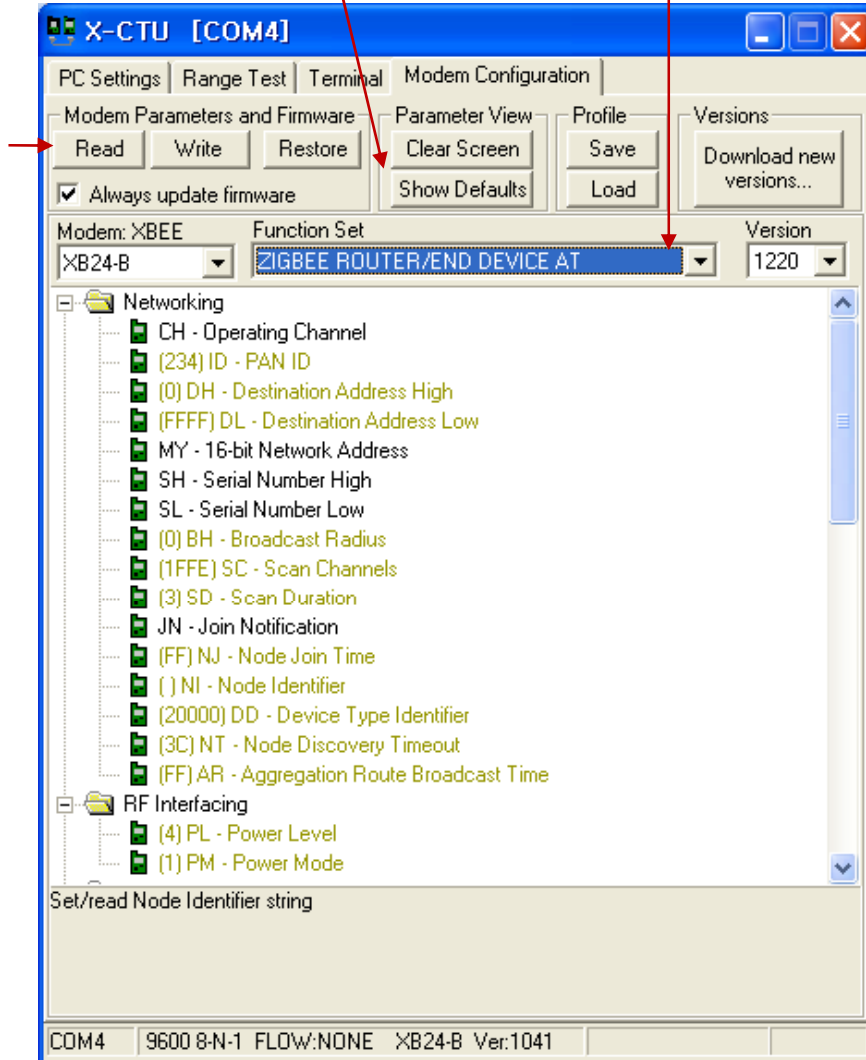 X-CTU [COM4]
PC Settings Range Test Terminal Modem Configuration
Modem Parameters and Firmware Parameter View Profile Versions
Read Write Restore Clear Screen Save Download new versions...
Always update firmware Show Defaults Load
Modem: XBEE Function Set Version
XB24-B ZIGBEE ROUTER/END DEVICE AT 1220
Networking
CH - Operating Channel
(234) ID - PAN ID
(0) DH - Destination Address High
(FFFF) DL - Destination Address Low
MY - 16-bit Network Address
SH - Serial Number High
SL - Serial Number Low
(0) BH - Broadcast Radius
(1FFE) SC - Scan Channels
(3) SD - Scan Duration
JN - Join Notification
(FF) NJ - Node Join Time
( ) NI - Node Identifier
(20000) DD - Device Type Identifier
(3C) NT - Node Discovery Timeout
(FF) AR - Aggregation Route Broadcast Time
RF Interfacing
(4) PL - Power Level
(1) PM - Power Mode
Set/read Node Identifier string
COM4 9600 8-N-1 FLOW:NONE XB24-B Ver:1041